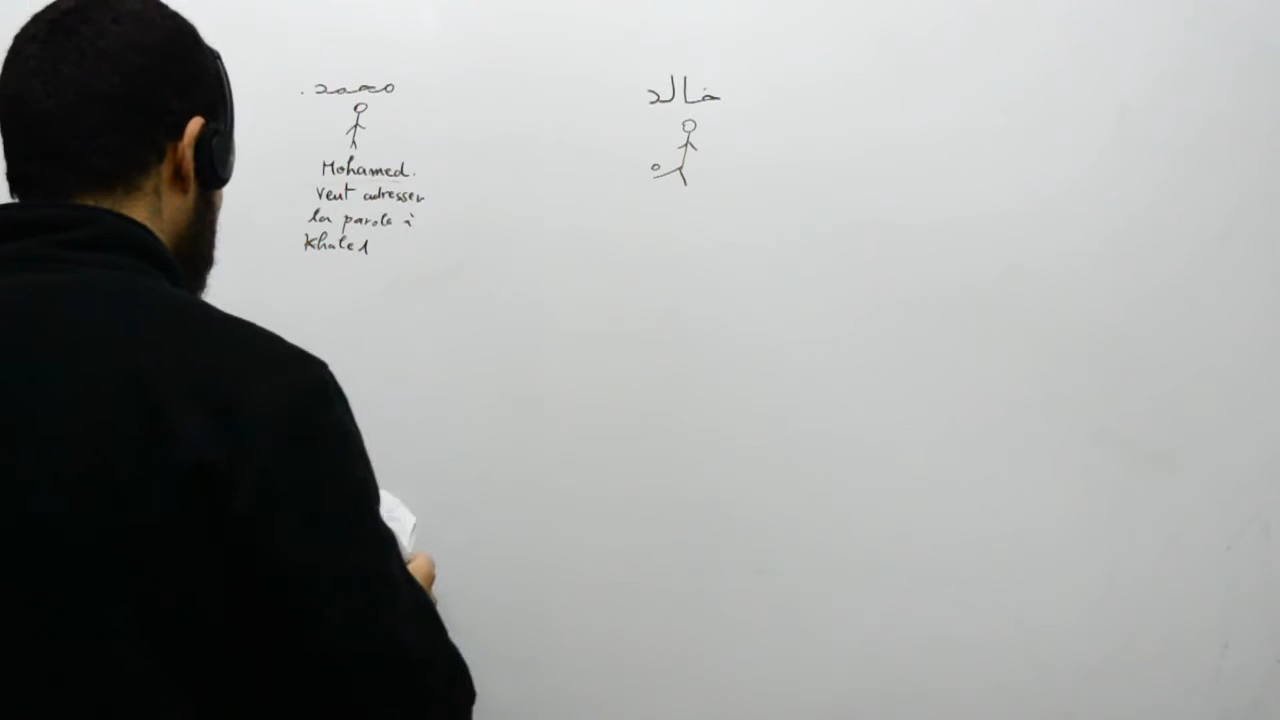 محمد.
Mohamed.
veut adresser
la parole à
Khaled
خالد